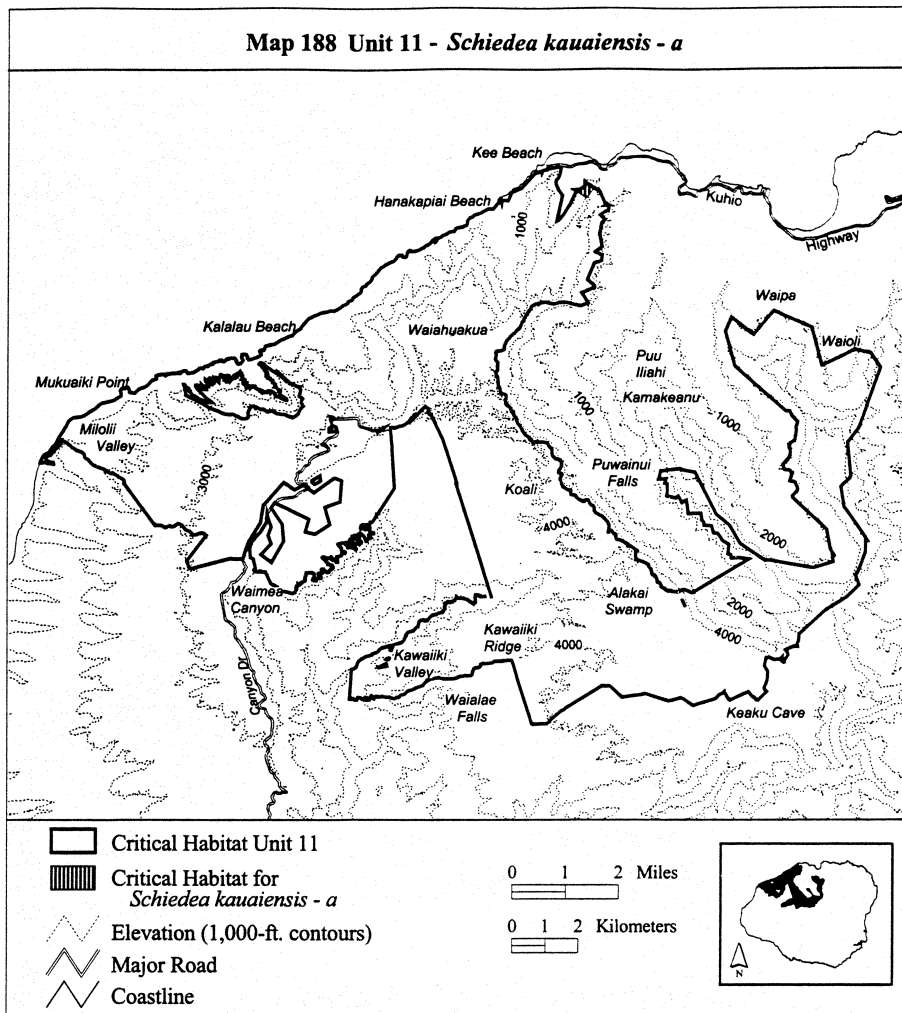 Map 188 Unit 11 - Schiedea kauaiensis - a
Kee Beach
Hanakapiai Beach
1000
Kuhio
Highway
Waipa
Kalalau Beach
Waiahuakua
Waioli
Puu
Iliahi
Mukuaiki Point
Kamakeanu
1000
1000
Milolii
Valley
3000
Puwainui
Falls
Koali
4000
2000
Waimea
Canyon
Alakai
Swamp
2000
4000
Kawaiiki
Ridge
4000
Kawaiiki
Valley
Canyon Dr
Waialae
Falls
Keaku Cave
Critical Habitat Unit 11
Critical Habitat for
Schiedea kauaiensis - a
Elevation (1,000-ft. contours)
Major Road
Coastline
0 1 2 Miles
0 1 2 Kilometers
N